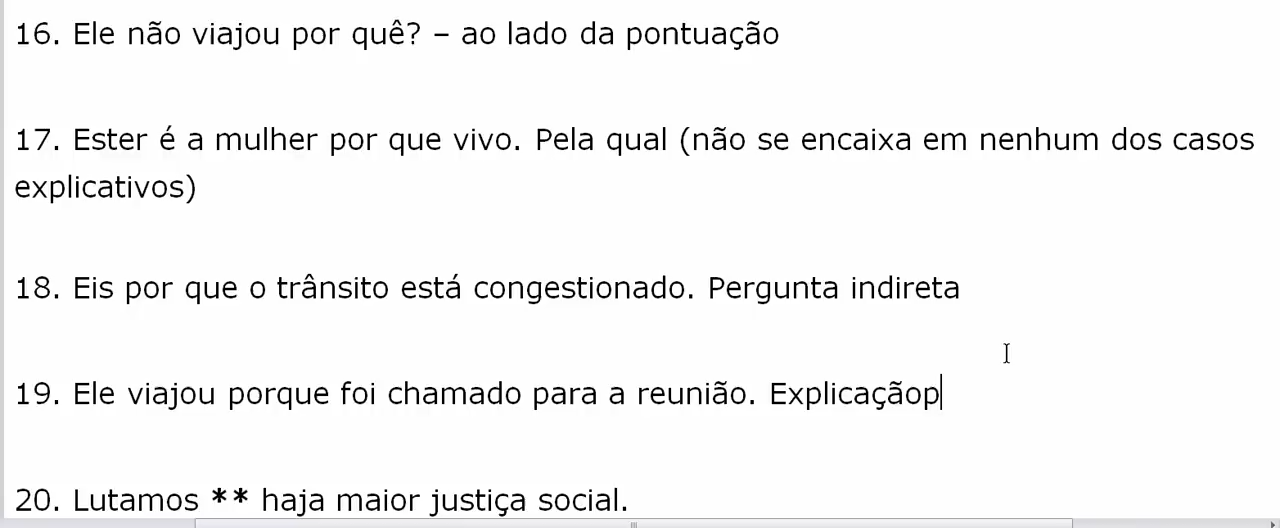 16. Ele não viajou por quê? – ao lado da pontuação
17. Ester é a mulher por que vivo. Pela qual (não se encaixa em nenhum dos casos
explicativos)
18. Eis por que o trânsito está congestionado. Pergunta indireta
19. Ele viajou porque foi chamado para a reunião. Explicaçãop
20. Lutamos ** haja maior justiça social.